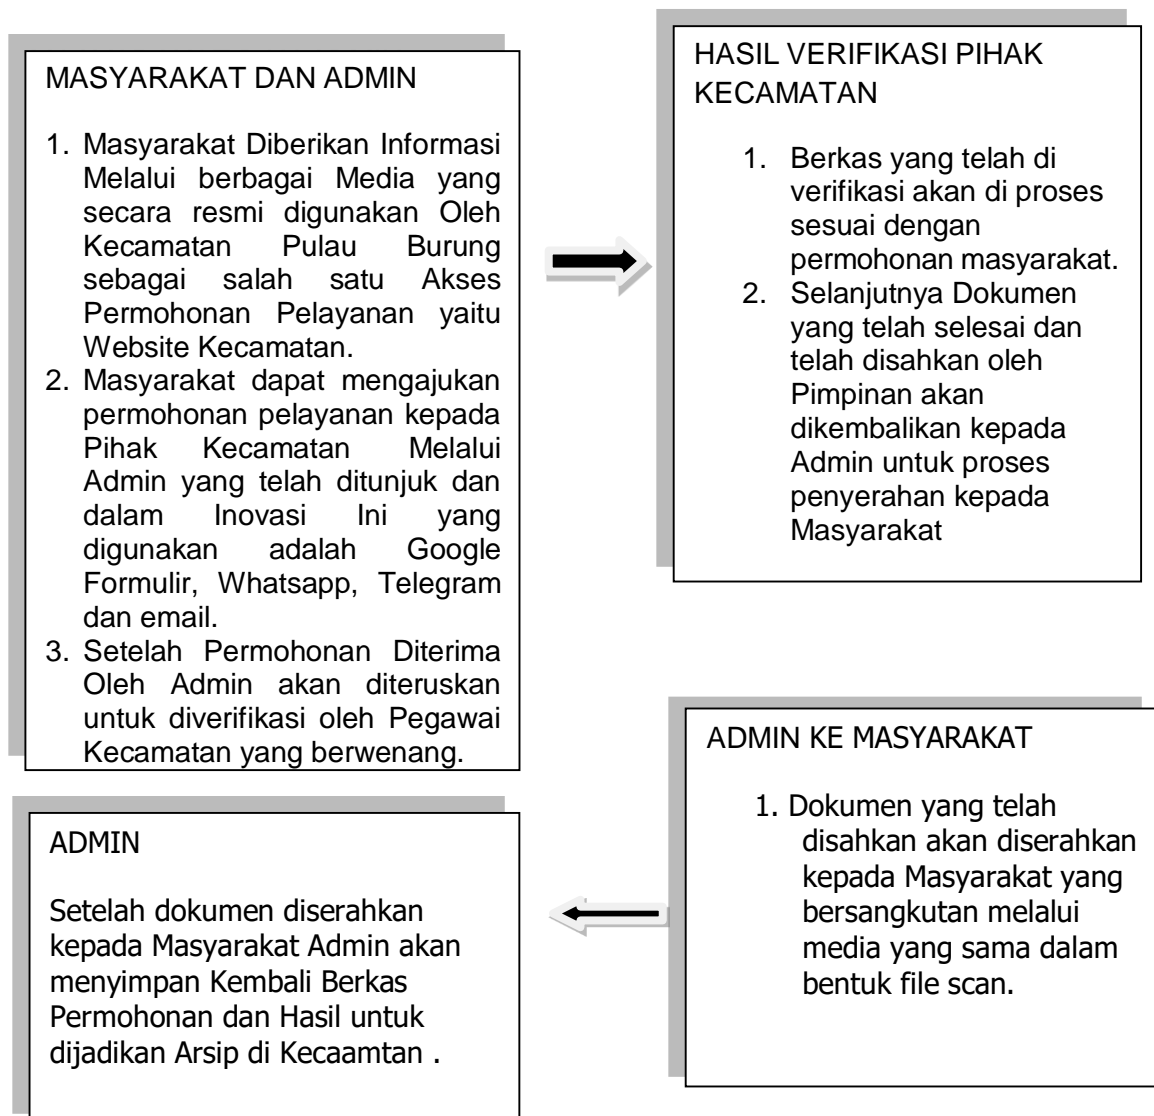 MASYARAKAT DAN ADMIN
1. Masyarakat Diberikan Informasi
Melalui berbagai Media yang
secara resmi digunakan Oleh
Kecamatan Pulau Burung
sebagai salah satu Akses
Permohonan Pelayanan yaitu
Website Kecamatan.
2. Masyarakat dapat mengajukan
permohonan pelayanan kepada
Pihak Kecamatan Melalui
Admin yang telah ditunjuk dan
dalam Inovasi Ini yang
digunakan adalah Google
Formulir, Whatsapp, Telegram
dan email.
3. Setelah Permohonan Diterima
Oleh Admin akan diteruskan
untuk diverifikasi oleh Pegawai
Kecamatan yang berwenang.
HASIL VERIFIKASI PIHAK
KECAMATAN
1. Berkas yang telah di
verifikasi akan di proses
sesuai dengan
permohonan masyarakat.
2. Selanjutnya Dokumen
yang telah selesai dan
telah disahkan oleh
Pimpinan akan
dikembalikan kepada
Admin untuk proses
penyerahan kepada
Masyarakat
ADMIN KE MASYARAKAT
1. Dokumen yang telah
disahkan akan diserahkan
kepada Masyarakat yang
bersangkutan melalui
media yang sama dalam
bentuk file scan.
ADMIN
Setelah dokumen diserahkan
kepada Masyarakat Admin akan
menyimpan Kembali Berkas
Permohonan dan Hasil untuk
dijadikan Arsip di Kecaamtan .